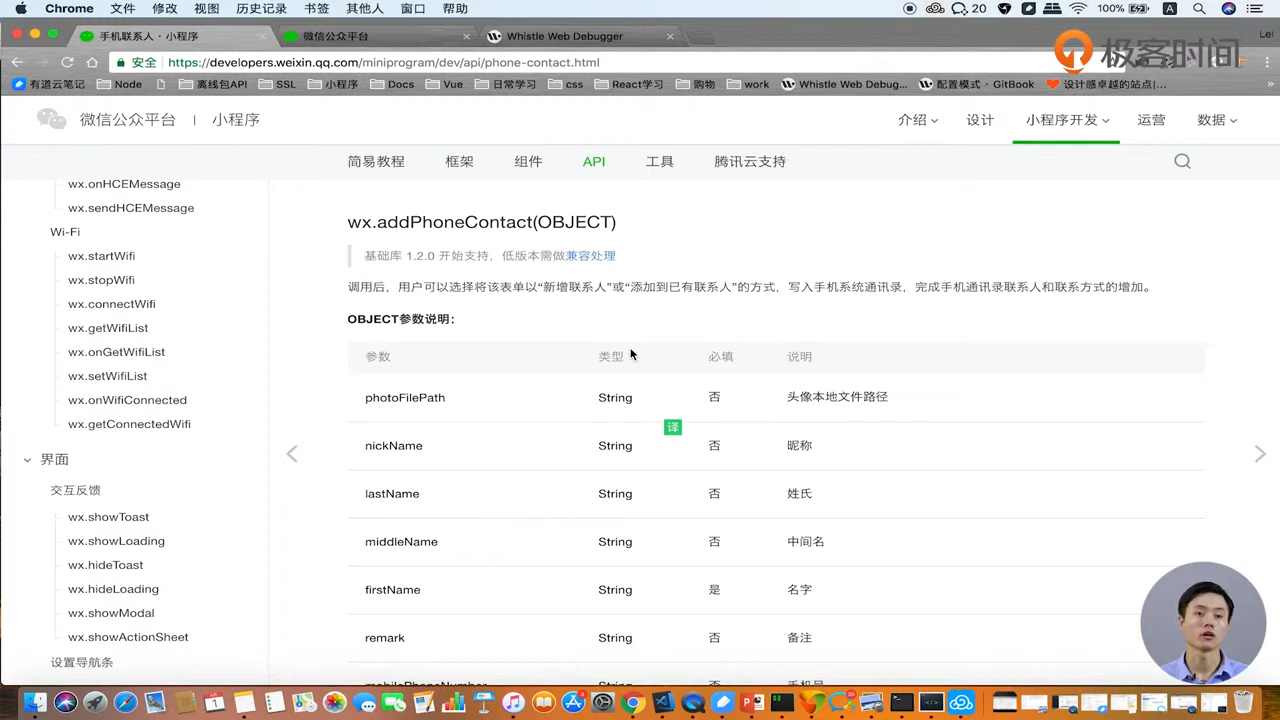 Chrome 文件 修改 视图 历史记录 书签 其他人 窗口 帮助 20 100% A
手机联系人 · 小程序 微信公众平台 Whistle Web Debugger Lei
安全 https://developers.weixin.qq.com/miniprogram/dev/api/phone-contact.html
极客时间
有道云笔记 Node 离线包API SSL 小程序 Docs Vue 日常学习 css React学习 购物 work Whistle Web Debug... 配置模式 · GitBook 设计感卓越的站点|...
微信公众平台 | 小程序 介绍 设计 小程序开发 运营 数据
简易教程 框架 组件 API 工具 腾讯云支持
wx.onHCEMessage
wx.sendHCEMessage
Wi-Fi
wx.startWifi
wx.stopWifi
wx.connectWifi
wx.getWifiList
wx.onGetWifiList
wx.setWifiList
wx.onWifiConnected
wx.getConnectedWifi
界面
交互反馈
wx.showToast
wx.showLoading
wx.hideToast
wx.hideLoading
wx.showModal
wx.showActionSheet
设置导航条
wx.addPhoneContact(OBJECT)
基础库 1.2.0 开始支持，低版本需做兼容处理
调用后，用户可以选择将该表单以“新增联系人”或“添加到已有联系人”的方式，写入手机系统通讯录，完成手机通讯录联系人和联系方式的增加。
OBJECT参数说明：
参数 类型 必填 说明
photoFilePath String 否 头像本地文件路径
译
nickName String 否 昵称
lastName String 否 姓氏
middleName String 否 中间名
firstName String 是 名字
remark String 否 备注
mobilePhoneNumber String 否 手机号